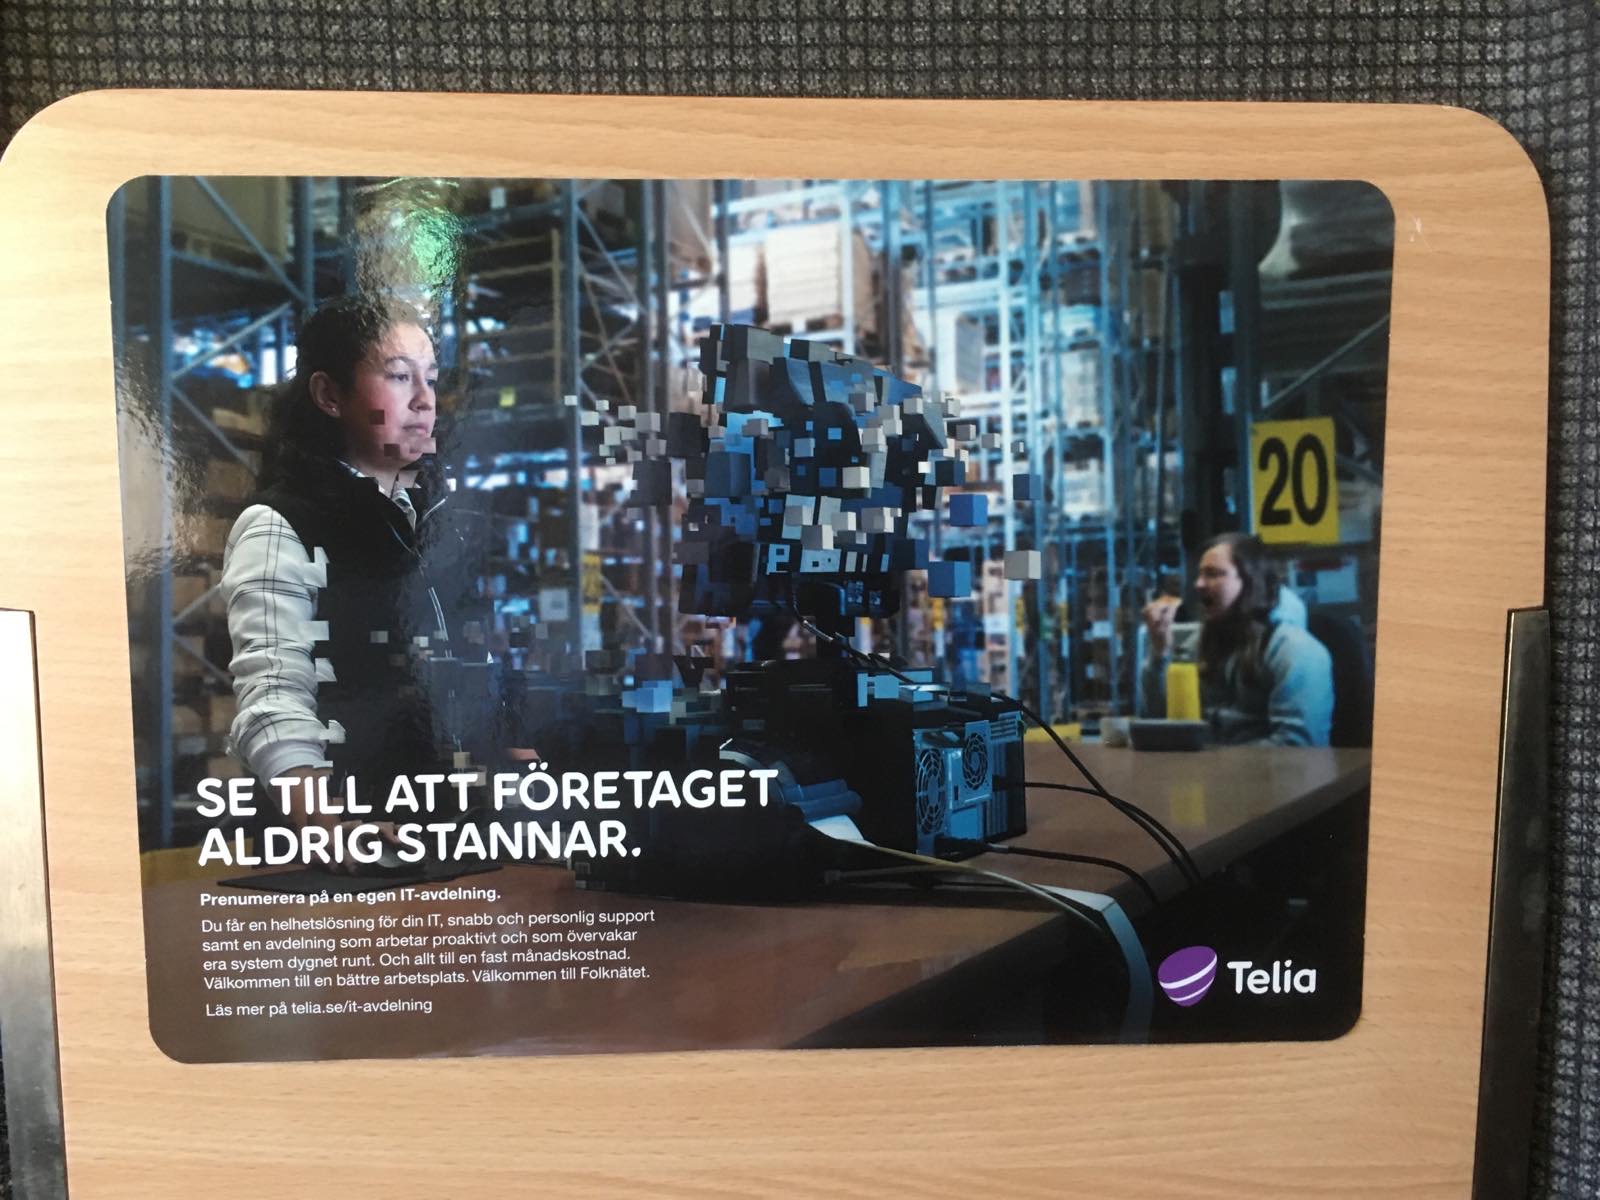 20
SE TILL ATT FÖRETAGET
ALDRIG STANNAR.
Prenumerera på en egen IT-avdelning.
Du får en helhetslösning för din IT, snabb och personlig support
samt en avdelning som arbetar proaktivt och som övervakar
era system dygnet runt. Och allt till en fast månadskostnad.
Välkommen till en bättre arbetsplats. Välkommen till Folknätet.
Läs mer på telia.se/it-avdelning
Telia